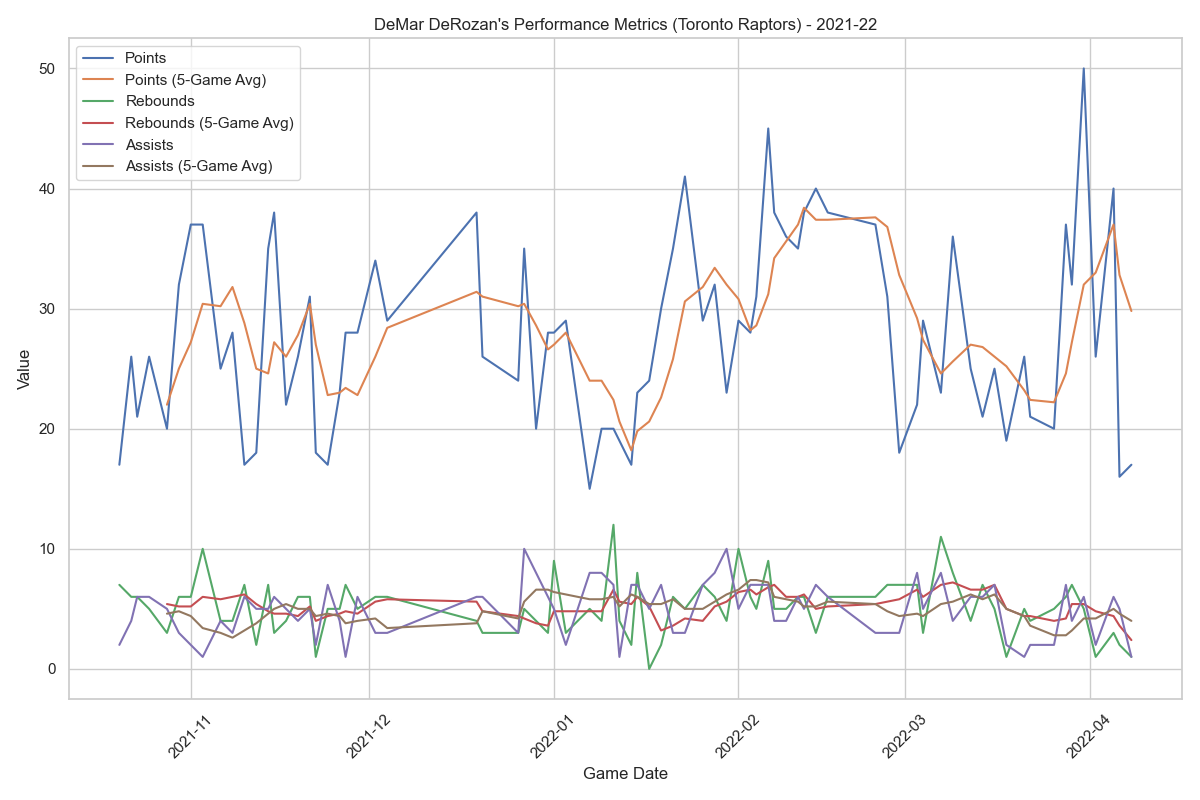 DeMar DeRozan's Performance Metrics (Toronto Raptors) - 2021-22
Points
Points (5-Game Avg)
Rebounds
Rebounds (5-Game Avg)
Assists
Assists (5-Game Avg)
Value
50
40
30
20
10
0
2021-11
2021-12
2022-01
2022-02
2022-03
2022-04
Game Date